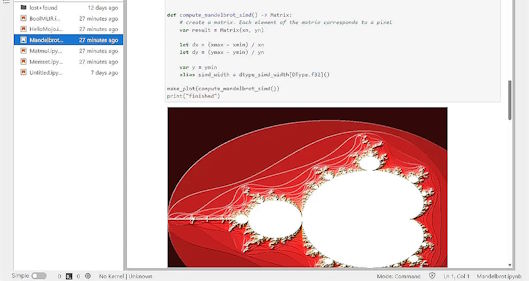 lost+found 12 days ago
BoolMLIR.ip... 27 minutes ago
HelloMojo.i... 27 minutes ago
Mandelbrot... 27 minutes ago
Matmul.ipy... 27 minutes ago
Memset.ipy... 27 minutes ago
Untitled.ipy... 7 days ago
def compute_mandelbrot_simd() -> Matrix:
# create a matrix. Each element of the matrix corresponds to a pixel
var result = Matrix(xn, yn)
let dx = (xmax - xmin) / xn
let dy = (ymax - ymin) / yn
var y = ymin
alias simd_width = dtype_simd_width[DType.f32]()
make_plot(compute_mandelbrot_simd())
print("finished")
Simple
No Kernel | Unknown
Mode: Command
Ln 1, Col 1
Mandelbrot.ipynb